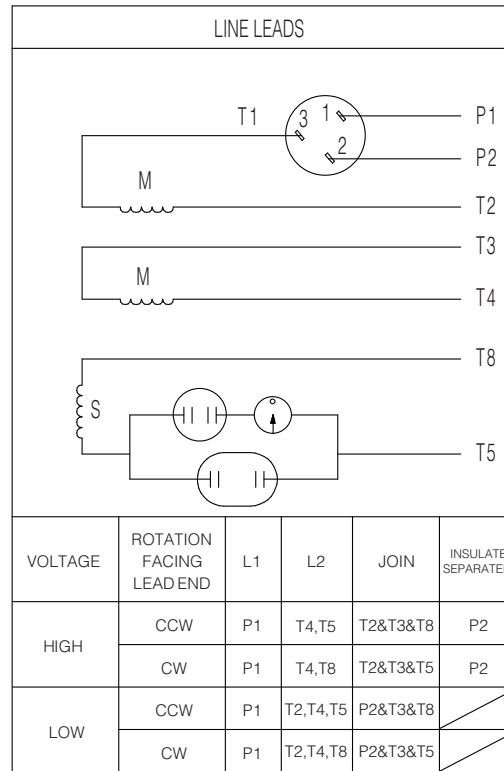 LINE LEADS
T1
3
1
2
P1
P2
M
T2
T3
M
T4
T8
S
T5
VOLTAGE
ROTATION
FACING
LEAD END
L1
L2
JOIN
INSULATE
SEPARATE
HIGH
CCW
P1
T4,T5
T2&T3&T8
P2
CW
P1
T4,T8
T2&T3&T5
P2
LOW
CCW
P1
T2,T4,T5
P2&T3&T8
CW
P1
T2,T4,T8
P2&T3&T5